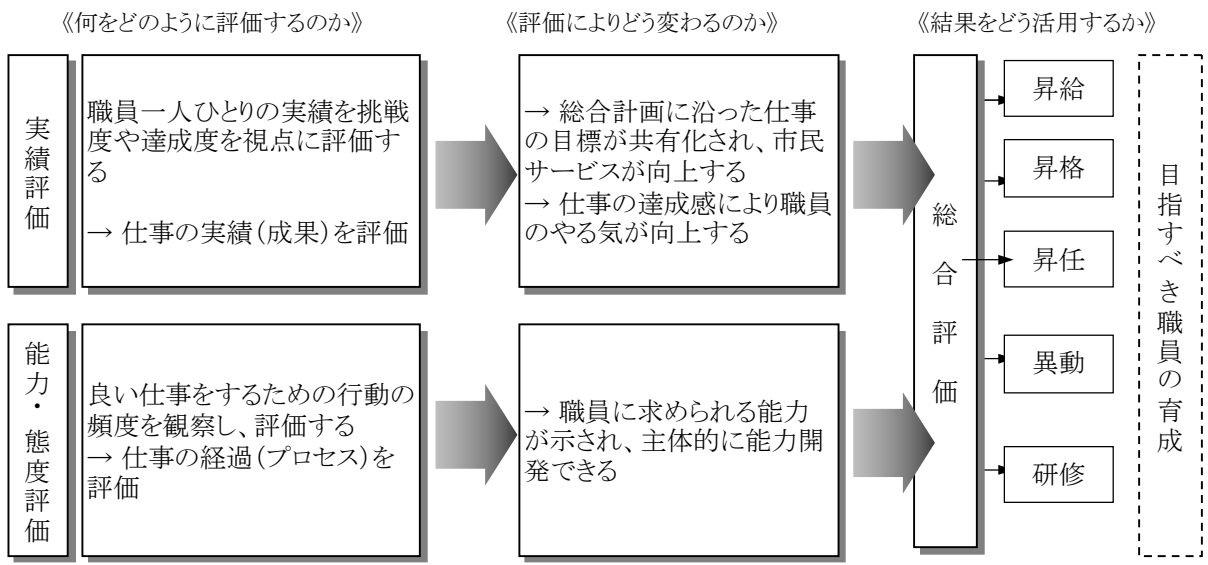 《何をどのように評価するのか》
《評価によりどう変わるのか》
《結果をどう活用するか》
実績評価
職員一人ひとりの実績を挑戦
度や達成度を視点に評価す
る
→ 仕事の実績(成果)を評価
→ 総合計画に沿った仕事
の目標が共有化され、市民
サービスが向上する
→ 仕事の達成感により職員
のやる気が向上する
能力・態度評価
良い仕事をするための行動の
頻度を観察し、評価する
→ 仕事の経過(プロセス)を
評価
→ 職員に求められる能力
が示され、主体的に能力開
発できる
総合評価
昇給
昇格
昇任
異動
研修
目指すべき職員の育成